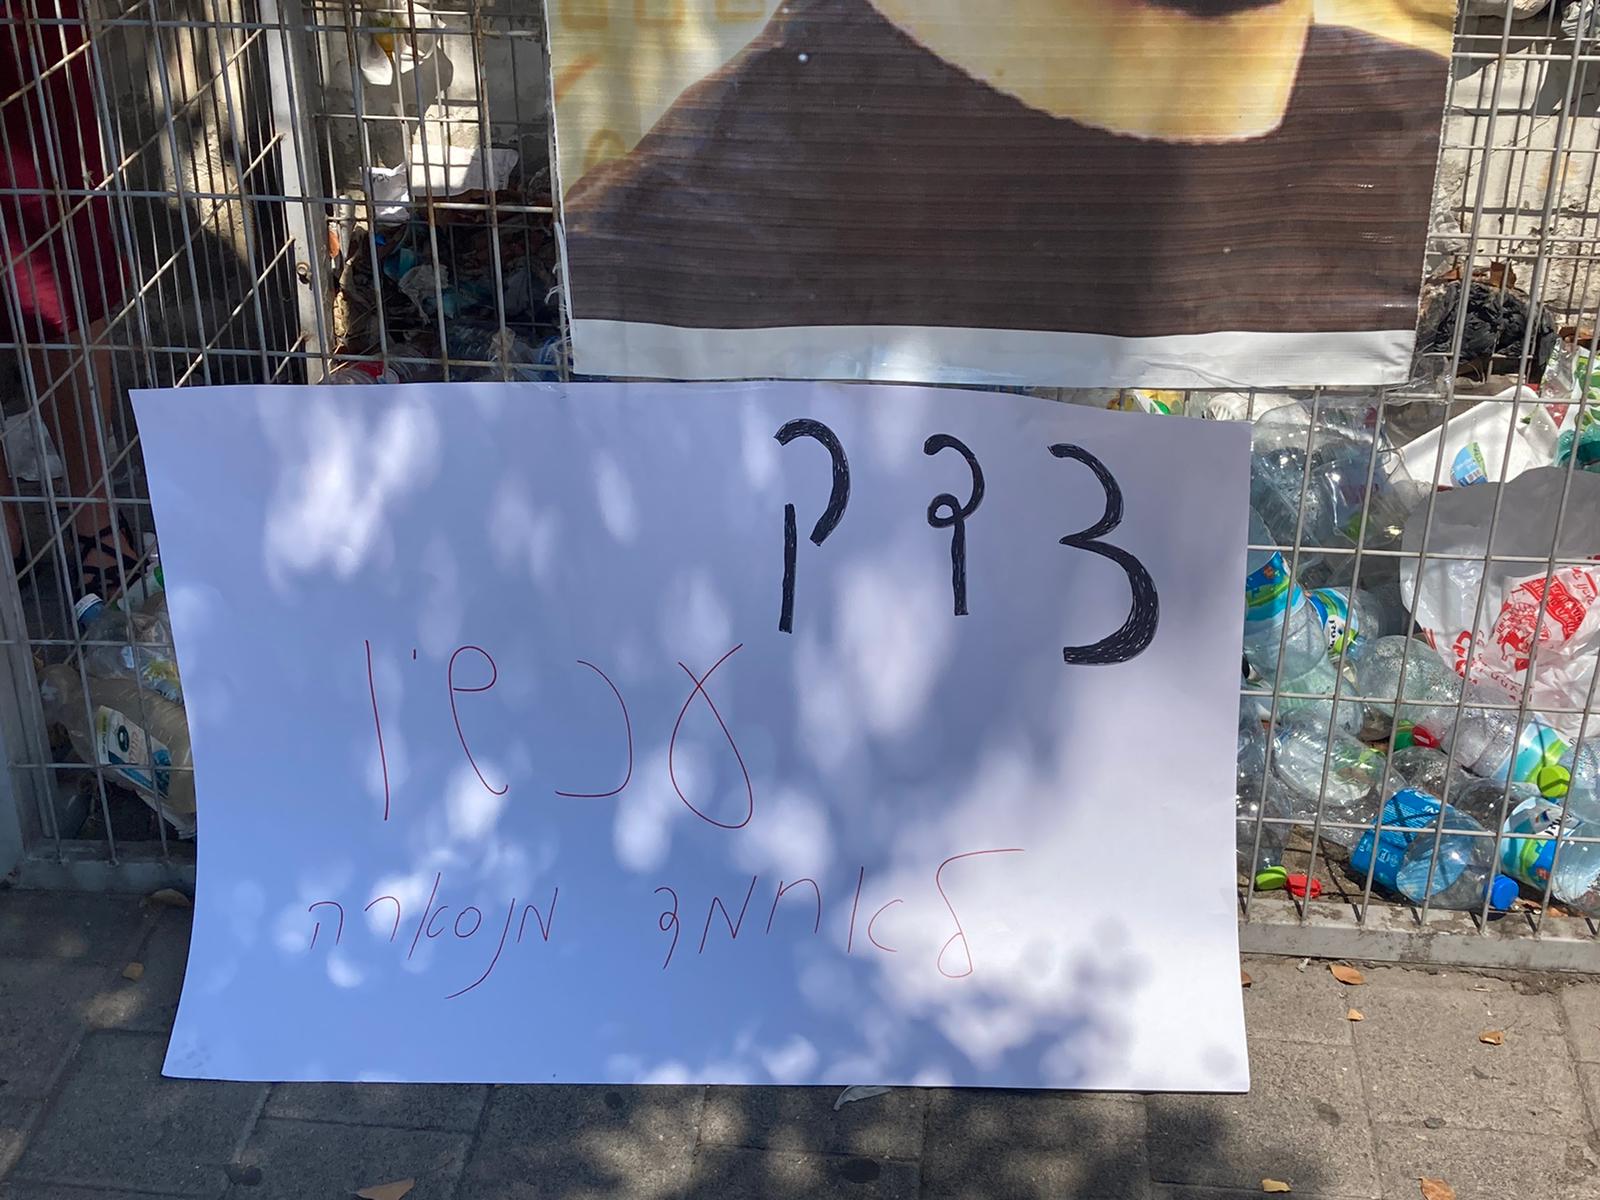 צדק
עכשיו
לאחמד מנסארה